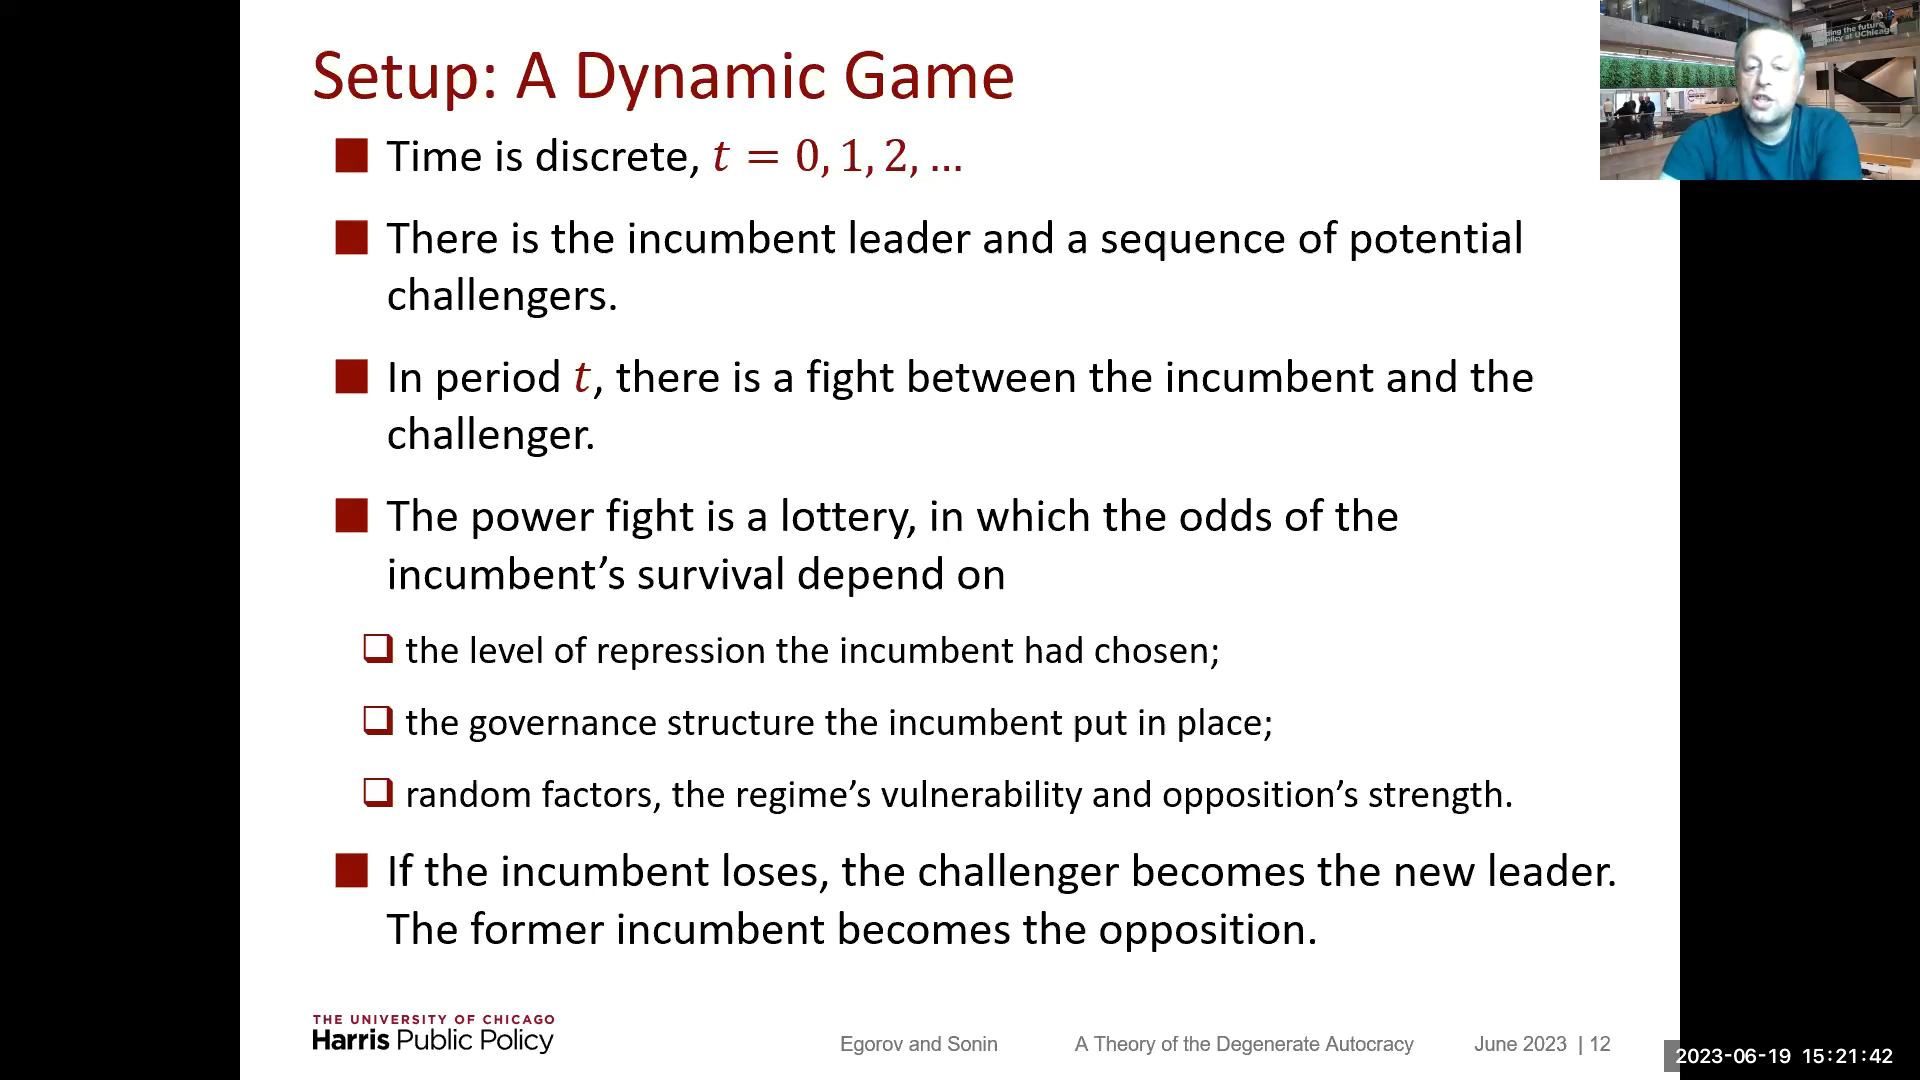 Setup: A Dynamic Game
Time is discrete, t = 0, 1, 2, …
There is the incumbent leader and a sequence of potential
challengers.
In period t, there is a fight between the incumbent and the
challenger.
The power fight is a lottery, in which the odds of the
incumbent’s survival depend on
the level of repression the incumbent had chosen;
the governance structure the incumbent put in place;
random factors, the regime’s vulnerability and opposition’s strength.
If the incumbent loses, the challenger becomes the new leader.
The former incumbent becomes the opposition.
THE UNIVERSITY OF CHICAGO
Harris Public Policy
Egorov and Sonin A Theory of the Degenerate Autocracy June 2023 | 12
2023-06-19 15:21:42